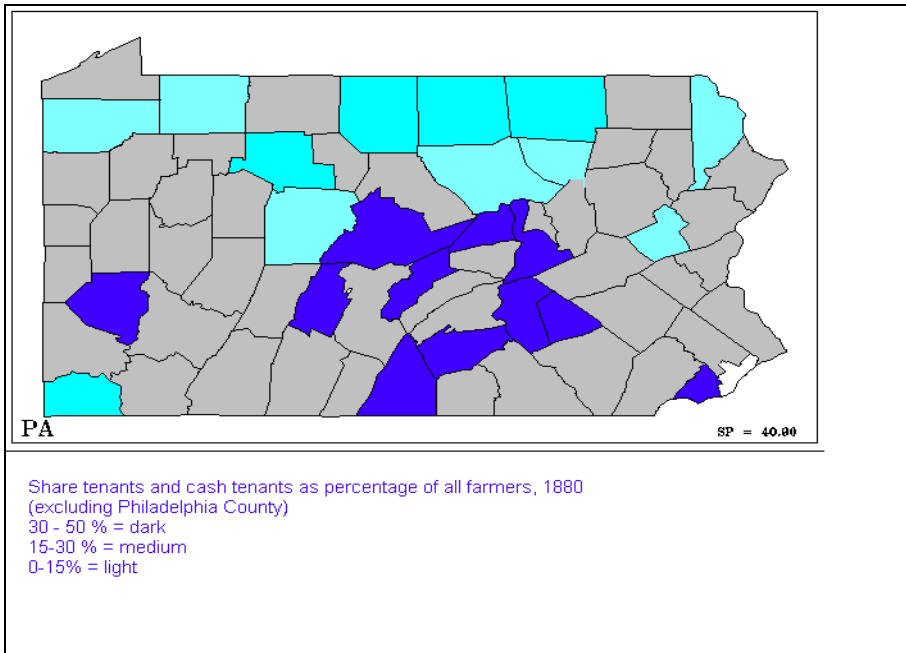 PA
SP = 40.00
Share tenants and cash tenants as percentage of all farmers, 1880
(excluding Philadelphia County)
30 - 50 % = dark
15-30 % = medium
0-15% = light